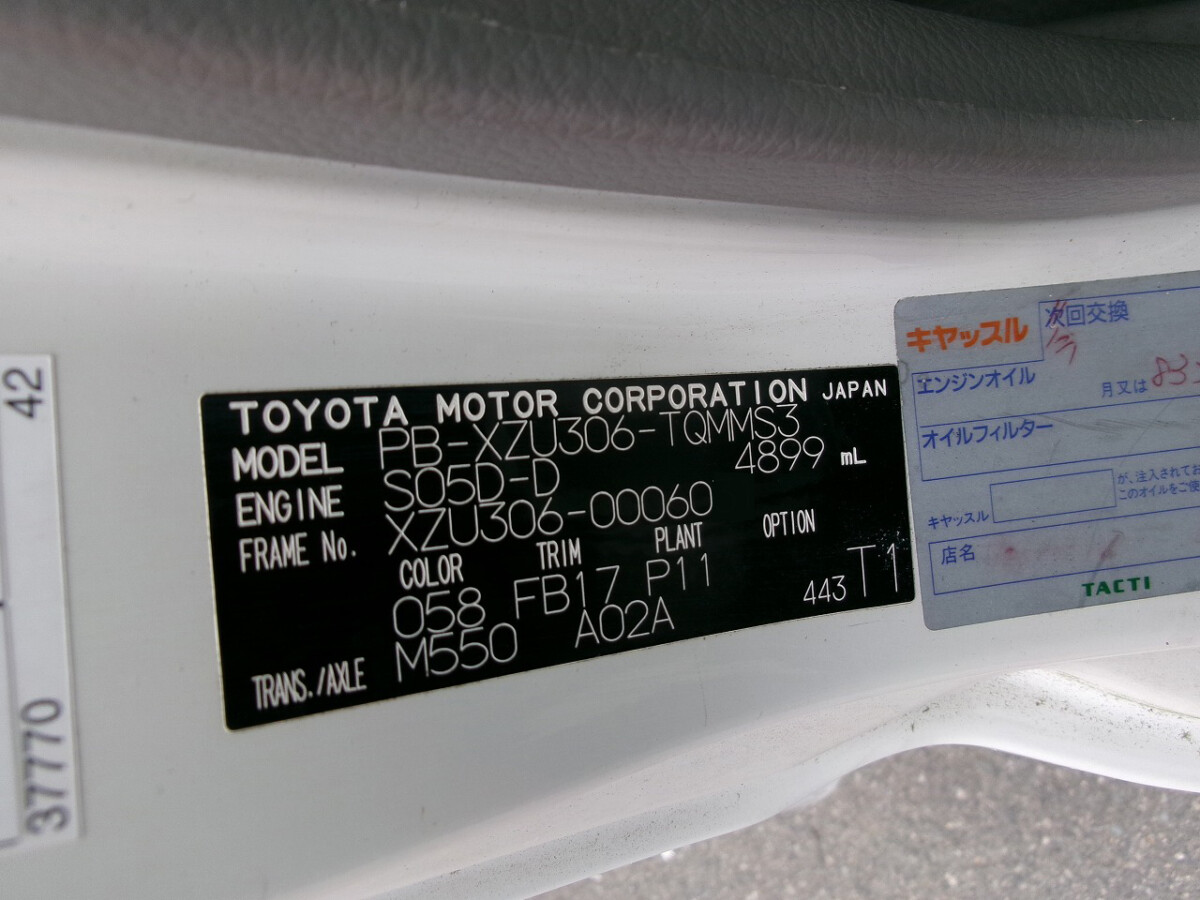 42
37770
TOYOTA MOTOR CORPORATION JAPAN
MODEL PB-XZU306-TQMMS3
ENGINE S05D-D 4899 mL
FRAME No. XZU306-00060
COLOR TRIM PLANT OPTION
058 FB17 P11 443 T1
TRANS./AXLE M550 A02A
キヤッスル 次回交換
エンジンオイル 月又は
オイルフィルター
が、注入されてお
キヤッスル このオイルをご使
店名
TACTI